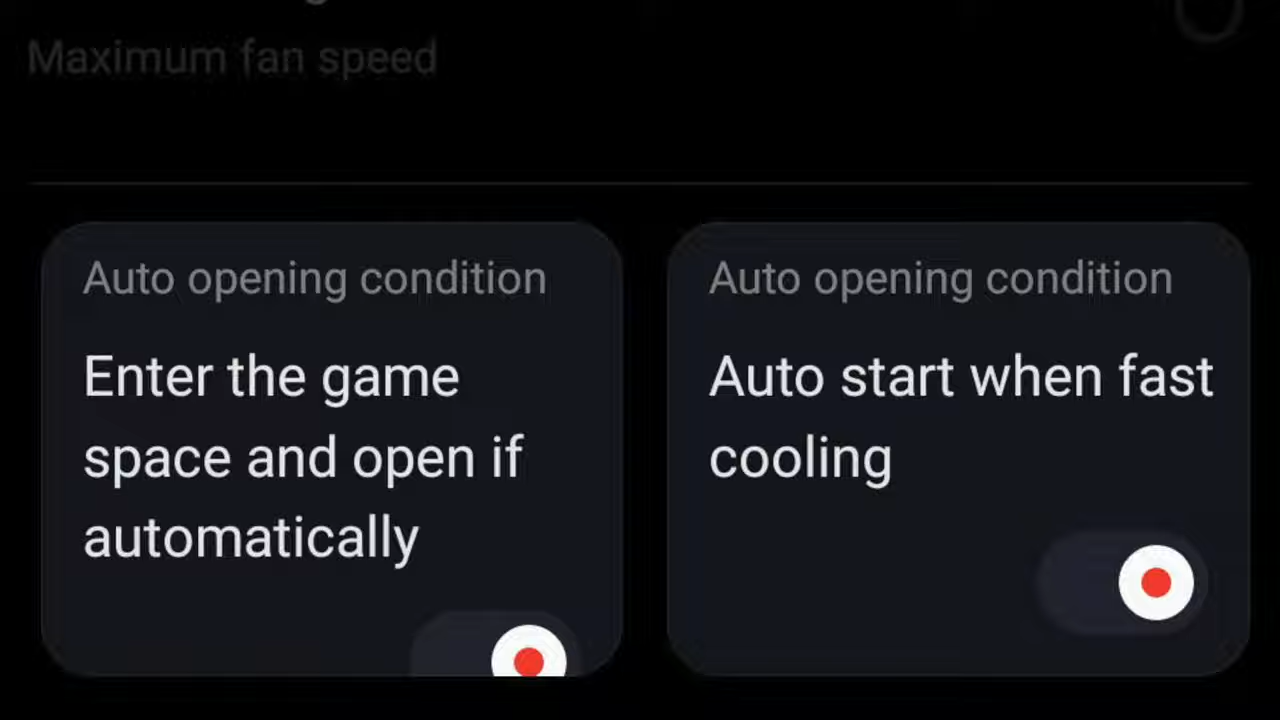 Maximum fan speed
Auto opening condition
Enter the game
space and open if
automatically
Auto opening condition
Auto start when fast
cooling